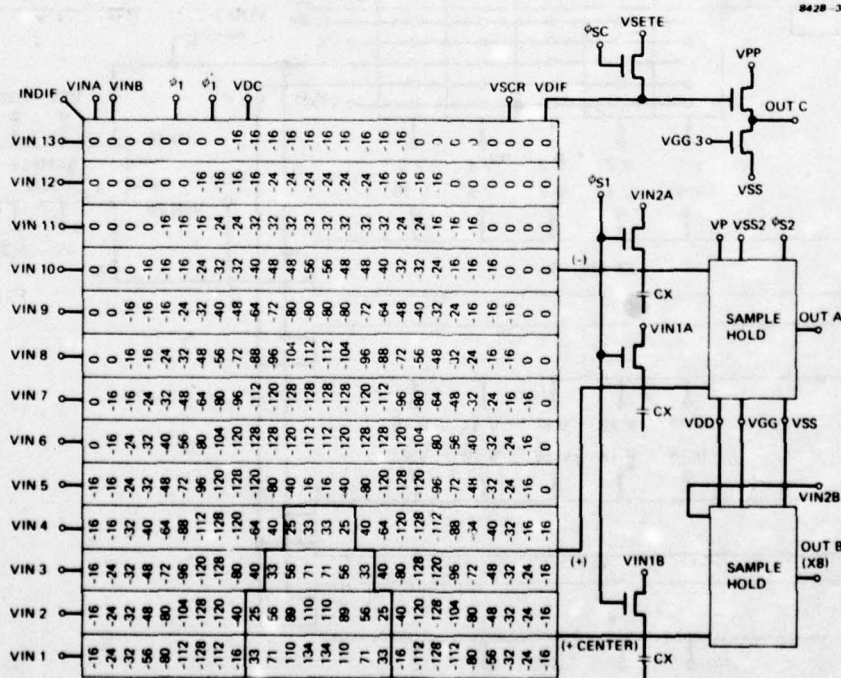 8428-3
φSC
VSETE
VPP
OUT C
VGG 3
VSS
INDIF
VINA
VINB
φ1
φ1
VDC
VSCR
VDIF
VIN 13 0 0 0 0 0 0 0 0 -16 -16 -16 -16 -16 -16 -16 -16 -16 -16 0 0 0 0 0 0 0 0
VIN 12 0 0 0 0 0 0 -16 -16 -16 -16 -24 -24 -24 -24 -24 -24 -16 -16 -16 -16 0 0 0 0 0 0
VIN 11 0 0 0 0 -16 -16 -16 -24 -24 -32 -32 -32 -32 -32 -32 -32 -32 -24 -24 -16 -16 -16 0 0 0 0
VIN 10 0 0 0 -16 -16 -16 -24 -32 -32 -40 -48 -48 -56 -56 -48 -48 -40 -32 -32 -24 -16 -16 -16 0 0 0
VIN 9 0 0 -16 -16 -16 -24 -32 -40 -48 -64 -72 -80 -80 -80 -80 -72 -64 -48 -40 -32 -24 -16 -16 -16 0 0
VIN 8 0 0 -16 -16 -24 -32 -48 -56 -72 -88 -96 -104 -112 -112 -104 -96 -88 -72 -56 -48 -32 -24 -16 -16 0 0
VIN 7 0 -16 -16 -24 -32 -48 -64 -80 -96 -112 -120 -128 -128 -128 -128 -120 -112 -96 -80 -64 -48 -32 -24 -16 -16 0
VIN 6 0 -16 -24 -32 -40 -56 -80 -104 -120 -128 -128 -120 -112 -112 -120 -128 -128 -120 -104 -80 -56 -40 -32 -24 -16 0
VIN 5 -16 -16 -24 -32 -48 -72 -96 -120 -128 -120 -80 -40 -16 -16 -40 -80 -120 -128 -120 -96 -72 -48 -32 -24 -16 0
VIN 4 -16 -16 -32 -40 -64 -88 -112 -128 -120 -64 40 25 33 33 25 40 -64 -120 -128 -112 -88 -34 -40 -32 -16 -16
VIN 3 -16 -24 -32 -48 -72 -96 -120 -128 -80 40 33 56 71 71 56 33 40 -80 -128 -120 -96 -72 -48 -32 -24 -16
VIN 2 -16 -24 -32 -48 -80 -104 -128 -120 -40 25 56 89 110 110 89 56 25 -40 -120 -128 -104 -80 -48 -32 -24 -16
VIN 1 -16 -24 -32 -56 -80 -112 -128 -112 -16 33 71 110 134 134 110 71 33 -16 -112 -128 -112 -80 -56 -32 -24 -16
φS1
VIN2A
(-)
CX
VIN1A
CX
(+)
VIN1B
(+ CENTER)
CX
VP VSS2 φS2
SAMPLE
HOLD
OUT A
VDD VGG VSS
VIN2B
SAMPLE
HOLD
OUT B
(X8)